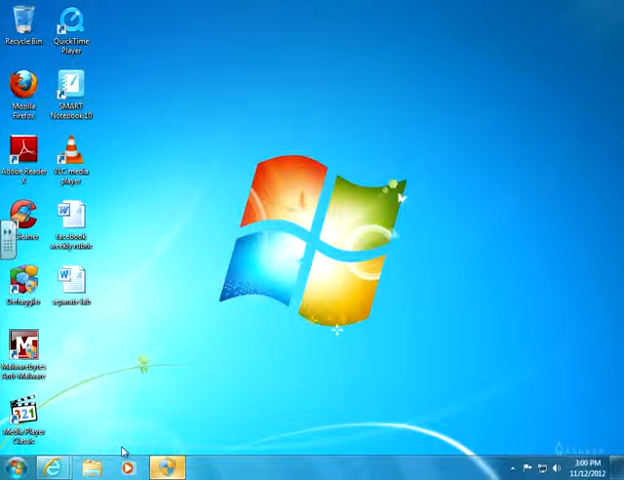 Recycle Bin
QuickTime
Player
Mozilla
Firefox
SMART
Notebook 10
Adobe Reader
X
VLC media
player
CCleaner
facebook
weekly rubric
Defraggler
separate lab
Malwarebytes
Anti-Malware
Media Player
Classic
321
3:00 PM
11/12/2012